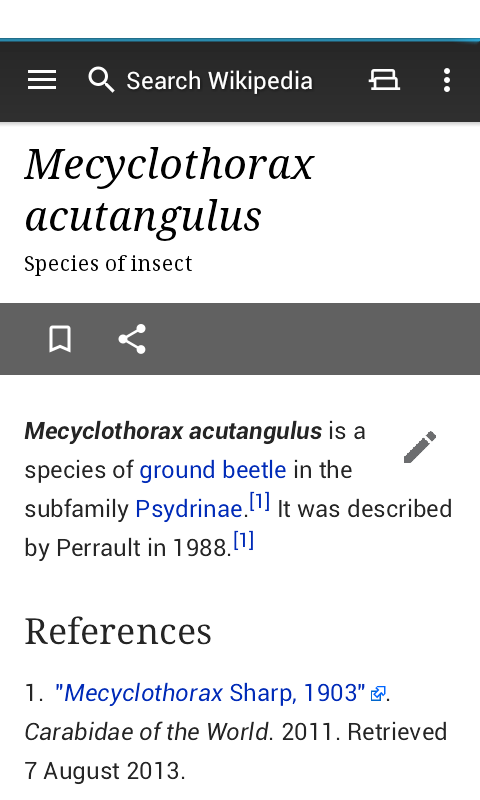 Search Wikipedia
Mecyclothorax
acutangulus
Species of insect
Mecyclothorax acutangulus is a
species of ground beetle in the
subfamily Psydrinae.[1] It was described
by Perrault in 1988.[1]
References
1. "Mecyclothorax Sharp, 1903".
Carabidae of the World. 2011. Retrieved
7 August 2013.